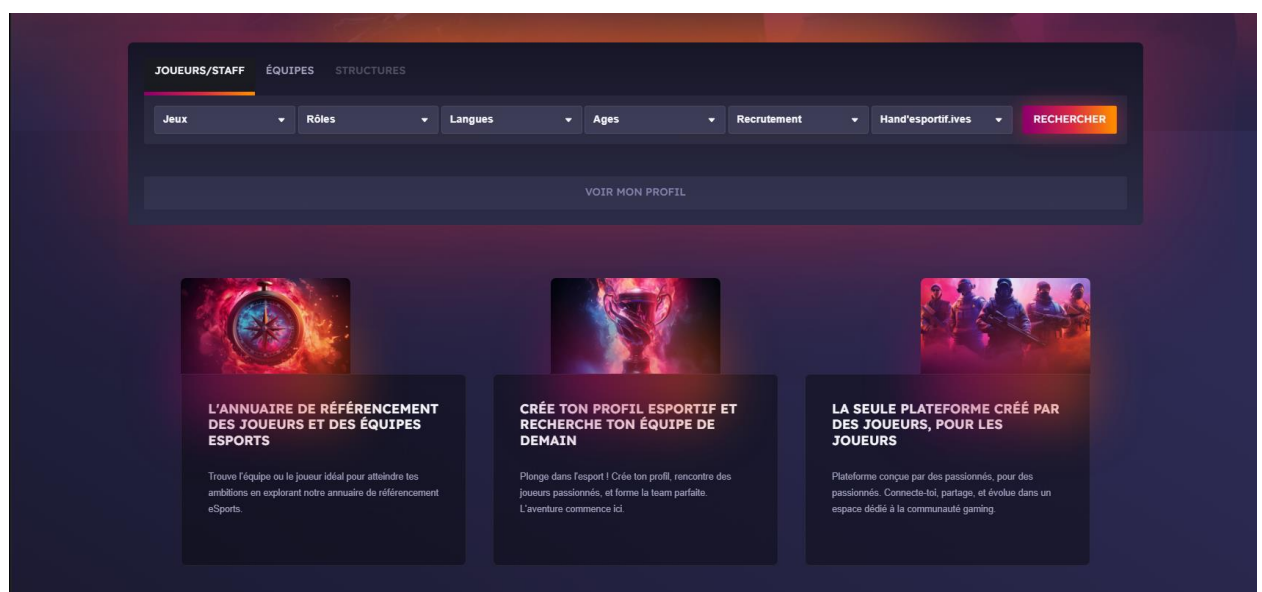 JOUEURS/STAFF ÉQUIPES STRUCTURES
Jeux Rôles Langues Ages Recrutement Hand'esportif.ives RECHERCHER
VOIR MON PROFIL
L'ANNUAIRE DE RÉFÉRENCEMENT
DES JOUEURS ET DES ÉQUIPES
ESPORTS
Trouve l'équipe ou le joueur idéal pour atteindre tes
ambitions en explorant notre annuaire de référencement
eSports.
CRÉE TON PROFIL ESPORTIF ET
RECHERCHE TON ÉQUIPE DE
DEMAIN
Plonge dans l'esport ! Crée ton profil, rencontre des
joueurs passionnés, et forme la team parfaite.
L'aventure commence ici.
LA SEULE PLATEFORME CRÉÉ PAR
DES JOUEURS, POUR LES
JOUEURS
Plateforme conçue par des passionnés, pour des
passionnés. Connecte-toi, partage, et évolue dans un
espace dédié à la communauté gaming.